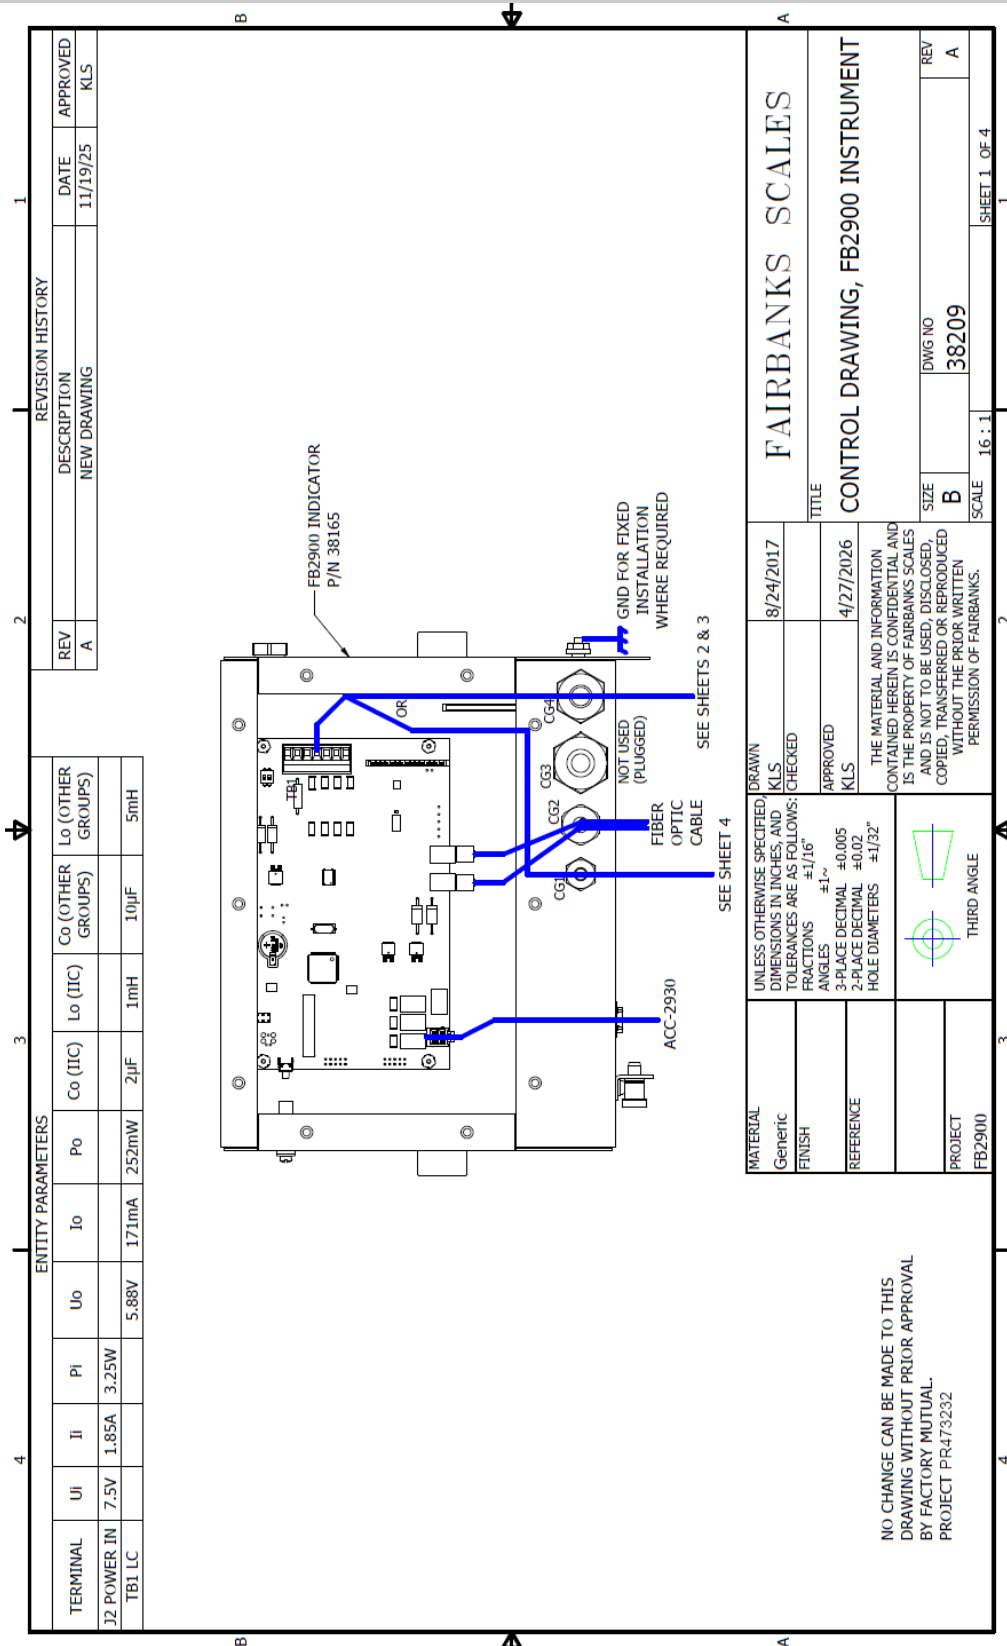 4
3
2
1
B
A
ENTITY PARAMETERS
TERMINAL Ui Ii Pi Uo Io Po Co (IIC) Lo (IIC) Co (OTHER GROUPS) Lo (OTHER GROUPS)
J2 POWER IN 7.5V 1.85A 3.25W
TB1 LC 5.88V 171mA 252mW 2µF 1mH 10µF 5mH
REVISION HISTORY
REV DESCRIPTION DATE APPROVED
A NEW DRAWING 11/19/25 KLS
FB2900 INDICATOR
P/N 38165
TB1
OR
CG1
CG2
CG3
CG4
NOT USED
(PLUGGED)
GND FOR FIXED
INSTALLATION
WHERE REQUIRED
ACC-2930
FIBER
OPTIC
CABLE
SEE SHEETS 2 & 3
SEE SHEET 4
NO CHANGE CAN BE MADE TO THIS
DRAWING WITHOUT PRIOR APPROVAL
BY FACTORY MUTUAL.
PROJECT PR473232
MATERIAL
Generic
FINISH
REFERENCE
PROJECT
FB2900
UNLESS OTHERWISE SPECIFIED,
DIMENSIONS IN INCHES, AND
TOLERANCES ARE AS FOLLOWS:
FRACTIONS ±1/16"
ANGLES ±1~
3-PLACE DECIMAL ±0.005
2-PLACE DECIMAL ±0.02
HOLE DIAMETERS ±1/32"
THIRD ANGLE
DRAWN
KLS 8/24/2017
CHECKED
APPROVED
KLS 4/27/2026
THE MATERIAL AND INFORMATION
CONTAINED HEREIN IS CONFIDENTIAL AND
IS THE PROPERTY OF FAIRBANKS SCALES
AND IS NOT TO BE USED, DISCLOSED,
COPIED, TRANSFERRED OR REPRODUCED
WITHOUT THE PRIOR WRITTEN
PERMISSION OF FAIRBANKS.
FAIRBANKS SCALES
TITLE
CONTROL DRAWING, FB2900 INSTRUMENT
SIZE
B
DWG NO
38209
REV
A
SCALE 16 : 1
SHEET 1 OF 4
B
A
4
3
2
1